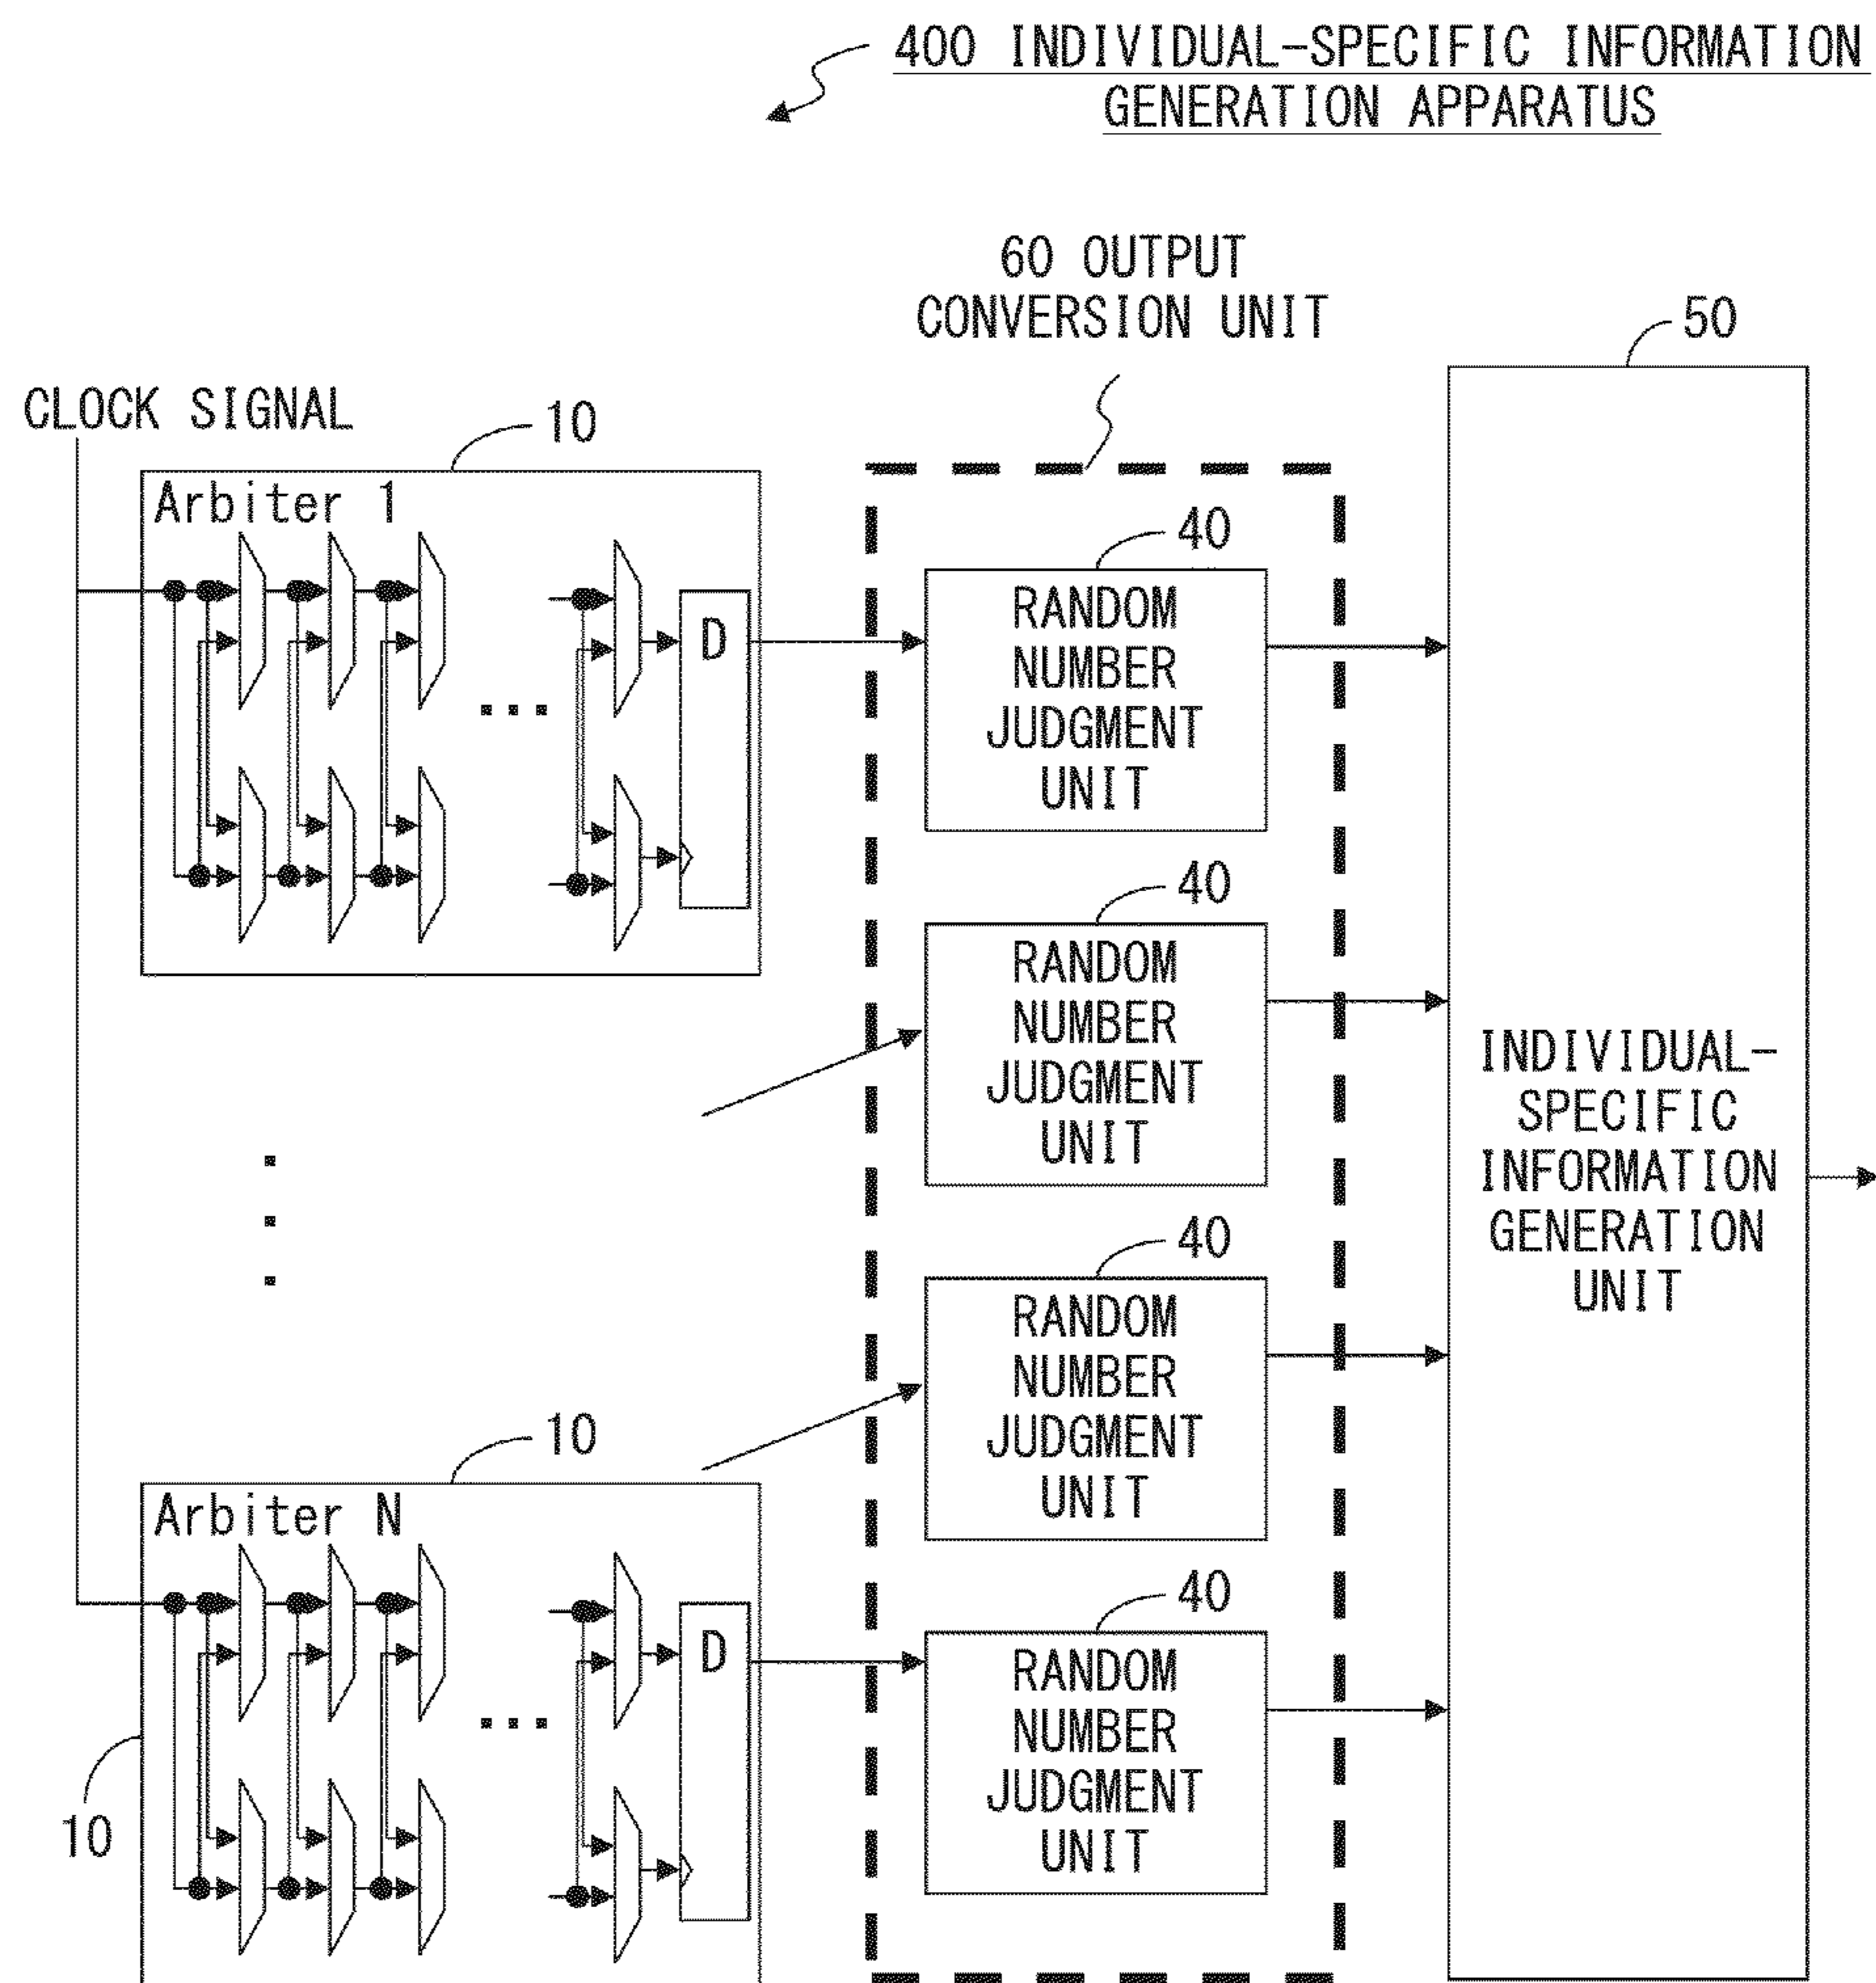 400 INDIVIDUAL-SPECIFIC INFORMATION
GENERATION APPARATUS
60 OUTPUT
CONVERSION UNIT
50
CLOCK SIGNAL
10
Arbiter 1
D
40
RANDOM
NUMBER
JUDGMENT
UNIT
40
RANDOM
NUMBER
JUDGMENT
UNIT
INDIVIDUAL-
SPECIFIC
INFORMATION
GENERATION
UNIT
40
RANDOM
NUMBER
JUDGMENT
UNIT
10
Arbiter N
D
40
RANDOM
NUMBER
JUDGMENT
UNIT
10